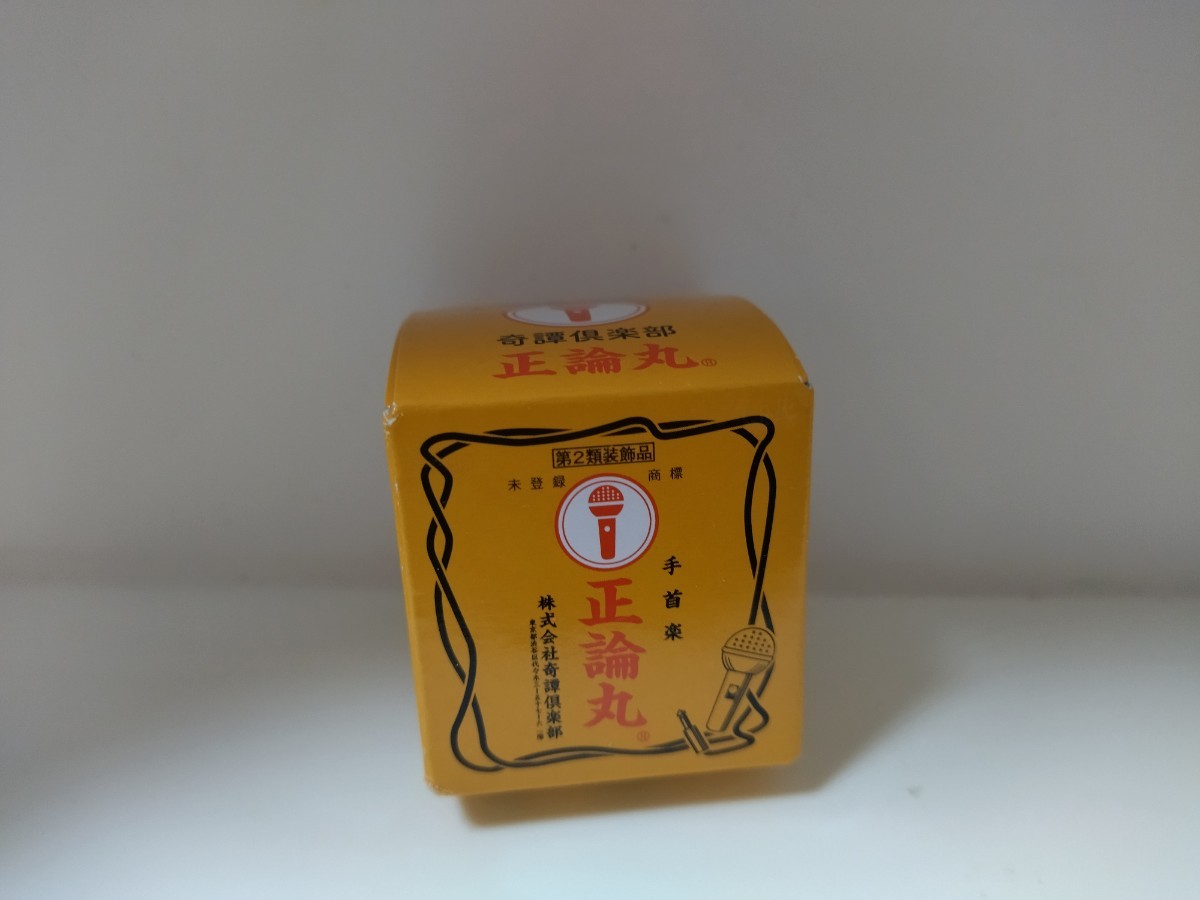 奇譚倶楽部
正論丸
第2類装飾品
未登録 商標
手首楽
正論丸
株式会社奇譚倶楽部